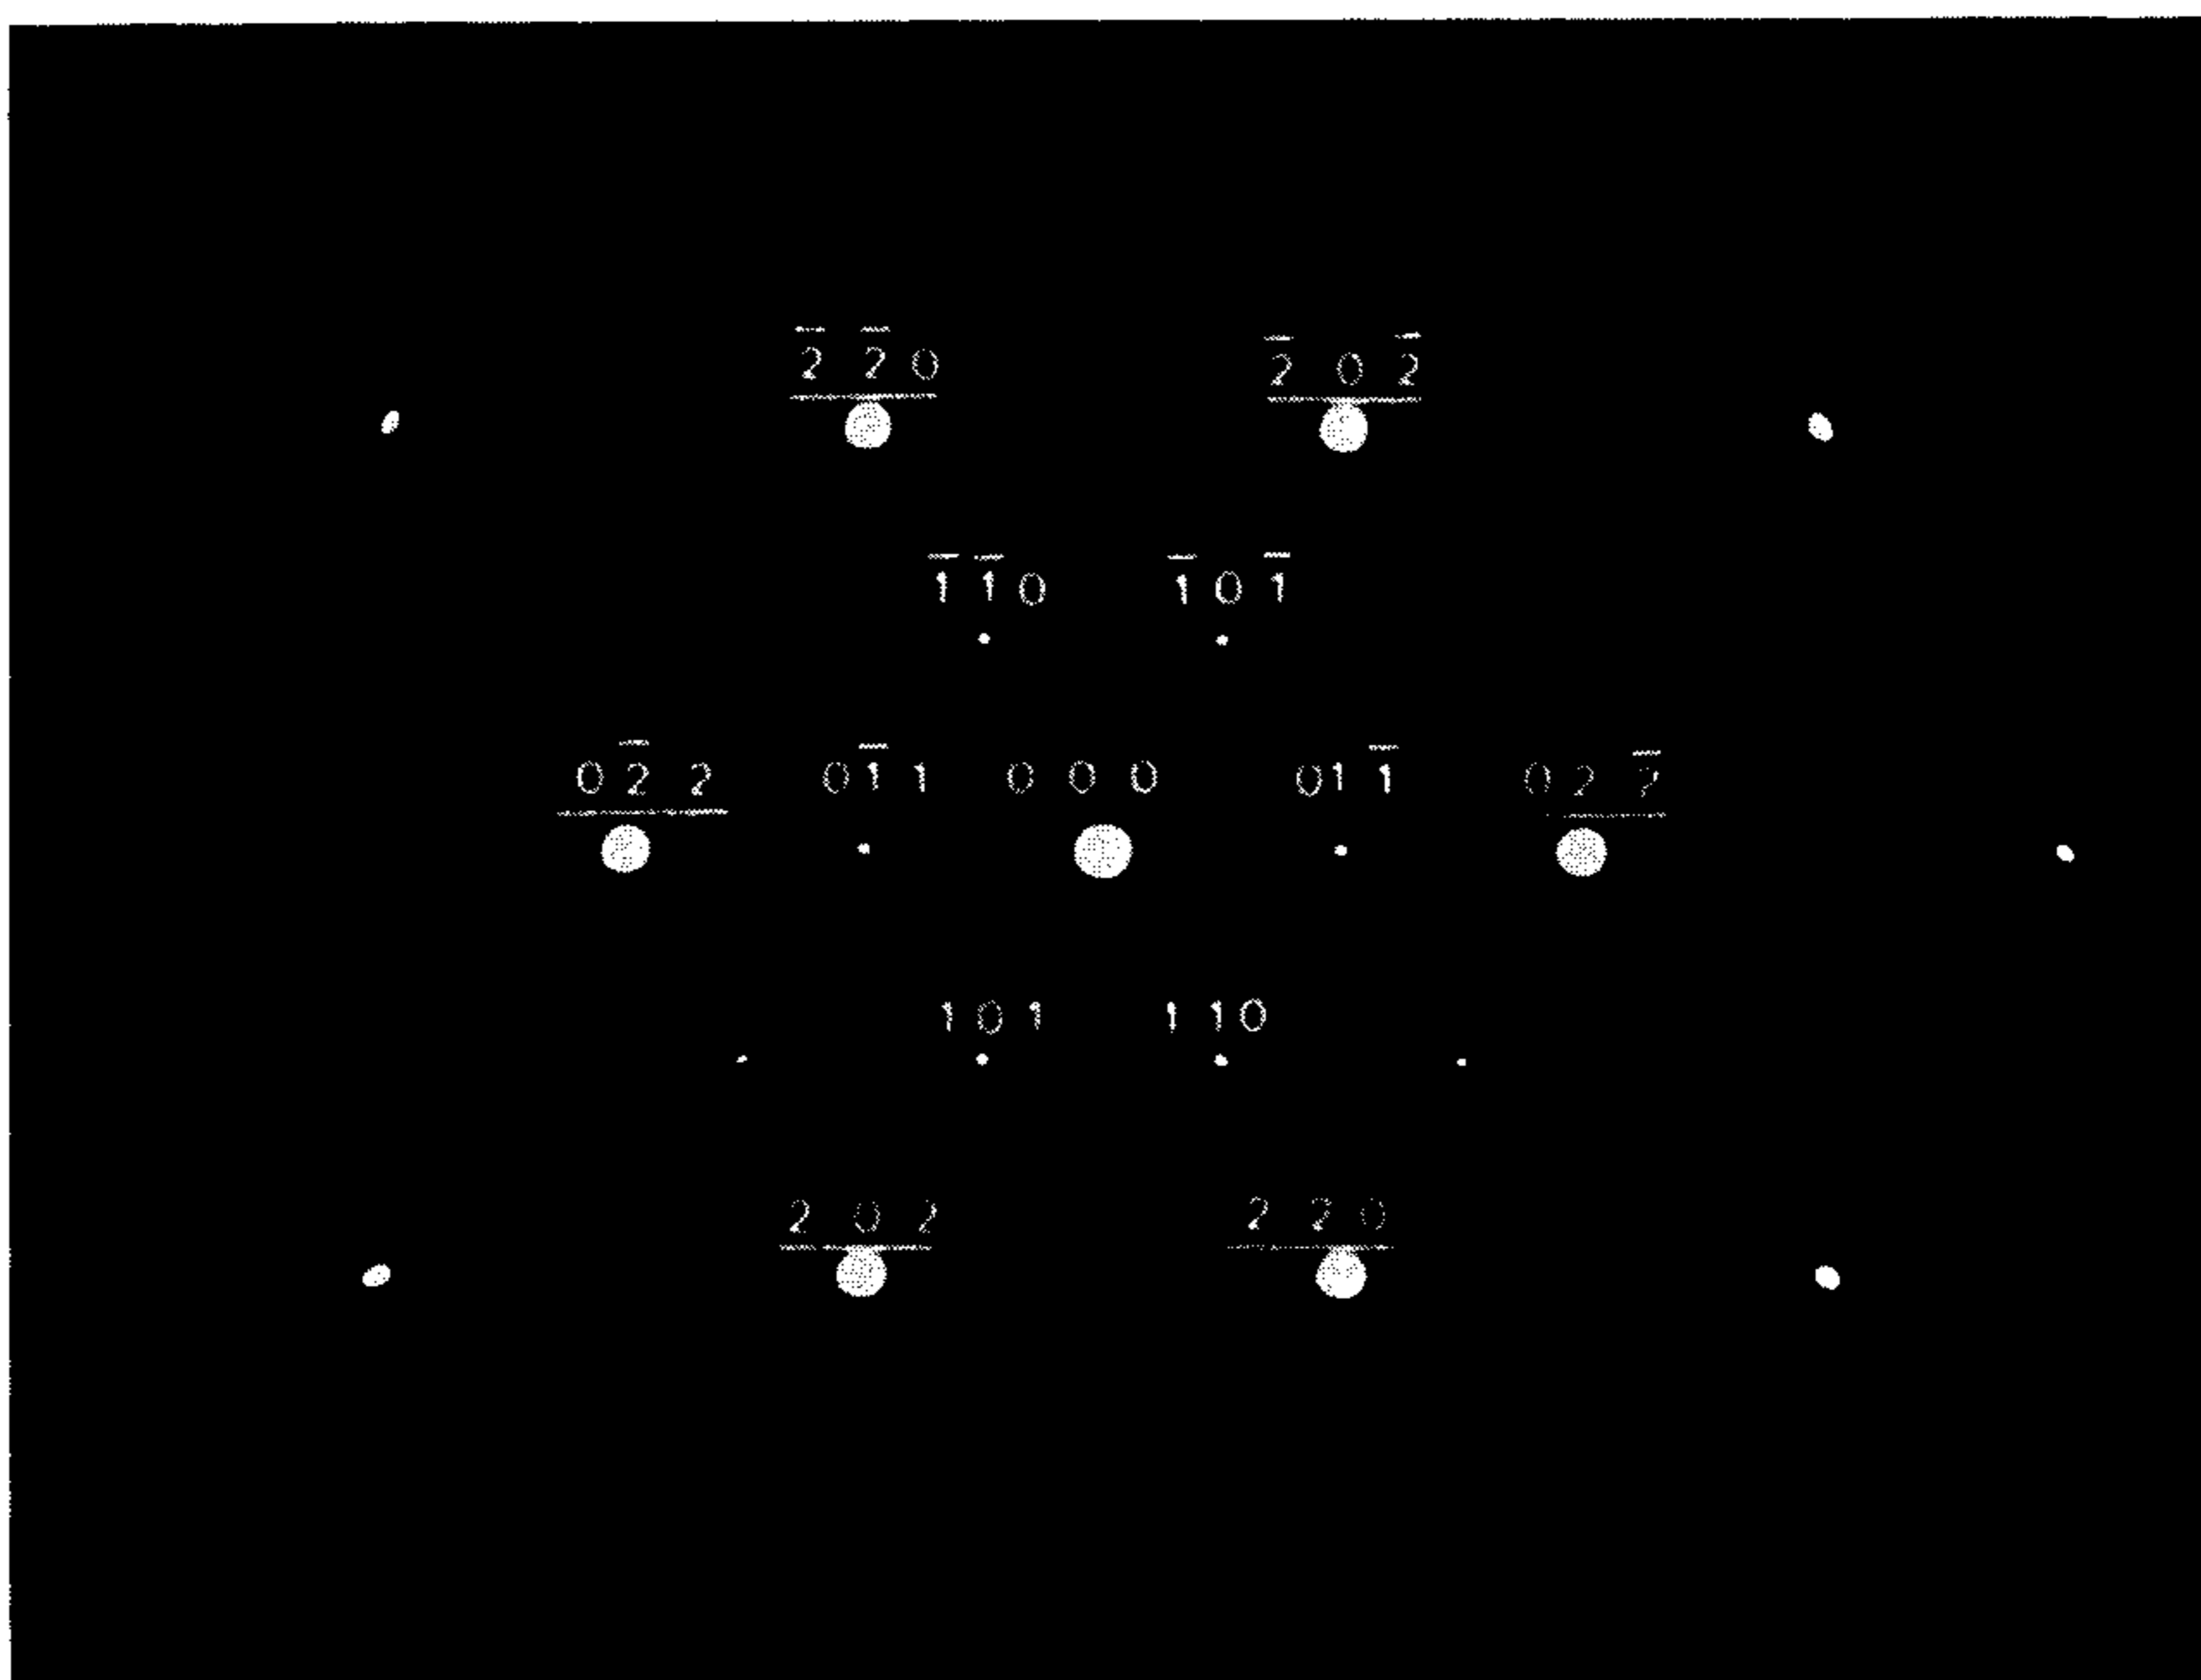 2̅ 2̅ 0 2̅ 0 2̅
1̅ 1̅ 0 1̅ 0 1̅
0 2̅ 2 0 1̅ 1 0 0 0 0 1 1̅ 0 2 2̅
1 0 1 1 1 0
2 0 2 2 2 0